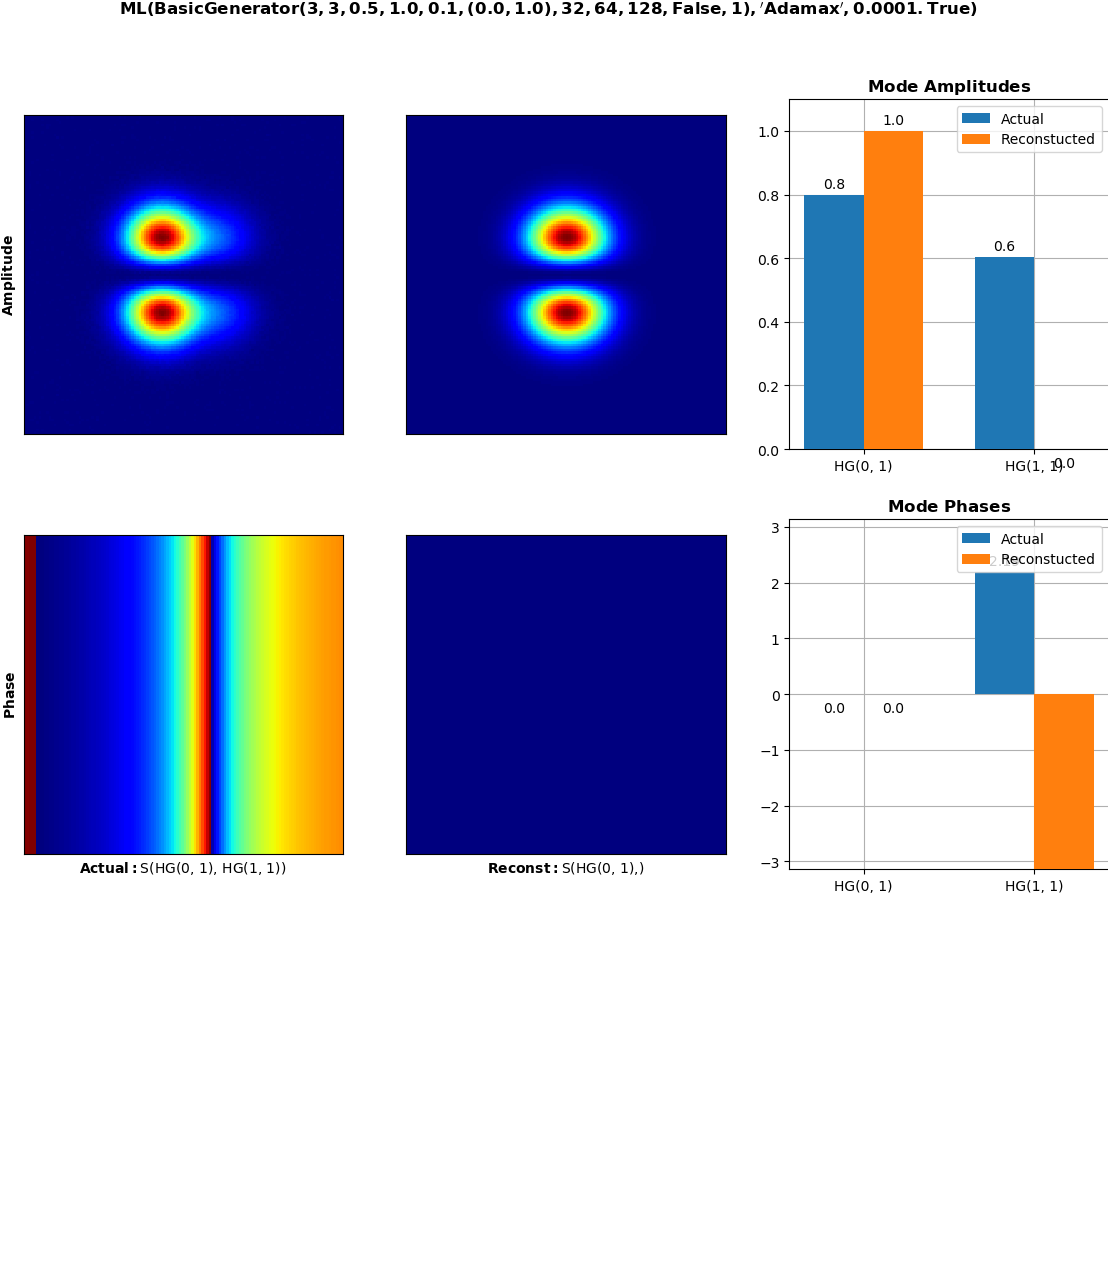 ML(BasicGenerator(3, 3, 0.5, 1.0, 0.1, (0.0, 1.0), 32, 64, 128, False, 1), ′Adamax′, 0.0001. True)
Amplitude
Mode Amplitudes
Actual
Reconstucted
1.0
0.8
0.6
0.0
1.0
0.8
0.6
0.4
0.2
0.0
HG(0, 1)
HG(1, 1)
Phase
Actual: S(HG(0, 1), HG(1, 1))
Reconst: S(HG(0, 1),)
Mode Phases
Actual
Reconstucted
0.0
0.0
3
2
1
0
−1
−2
−3
HG(0, 1)
HG(1, 1)